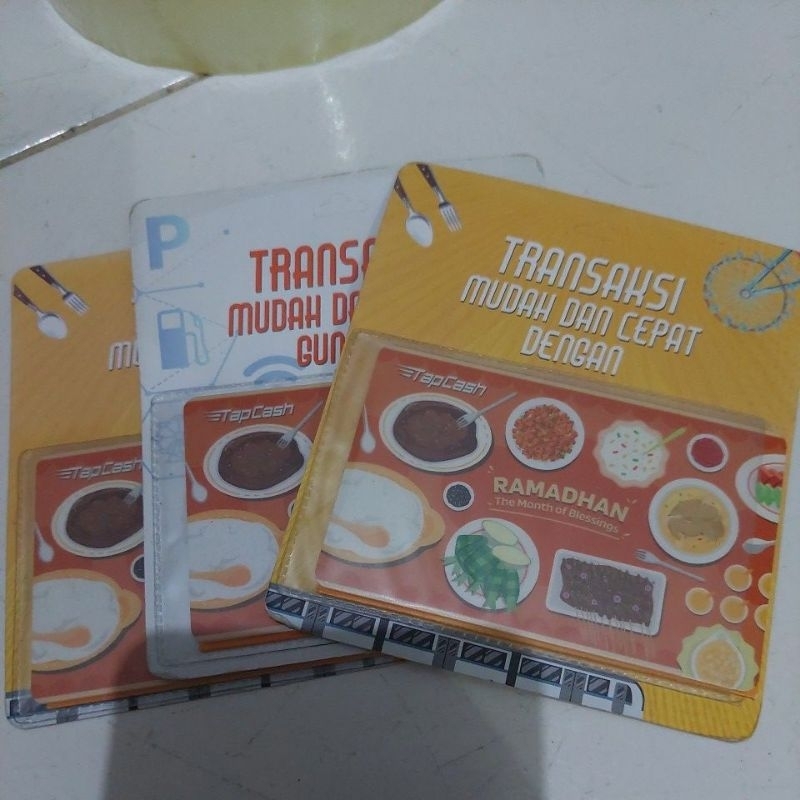 P
TRANSAKSI
MUDAH DAN CEPAT
DENGAN
TRANS
MUDAH DA
GUN
M
TapCash
TapCash
TapCash
RAMADHAN
The Month of Blessings